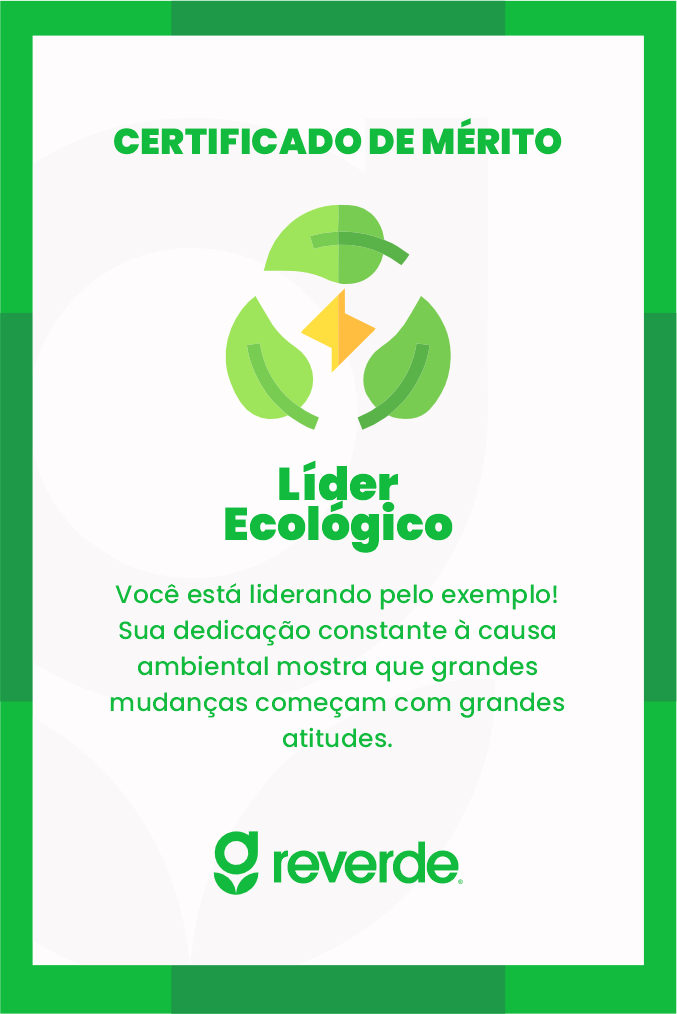 CERTIFICADO DE MÉRITO
Líder
Ecológico
Você está liderando pelo exemplo!
Sua dedicação constante à causa
ambiental mostra que grandes
mudanças começam com grandes
atitudes.
reverde®